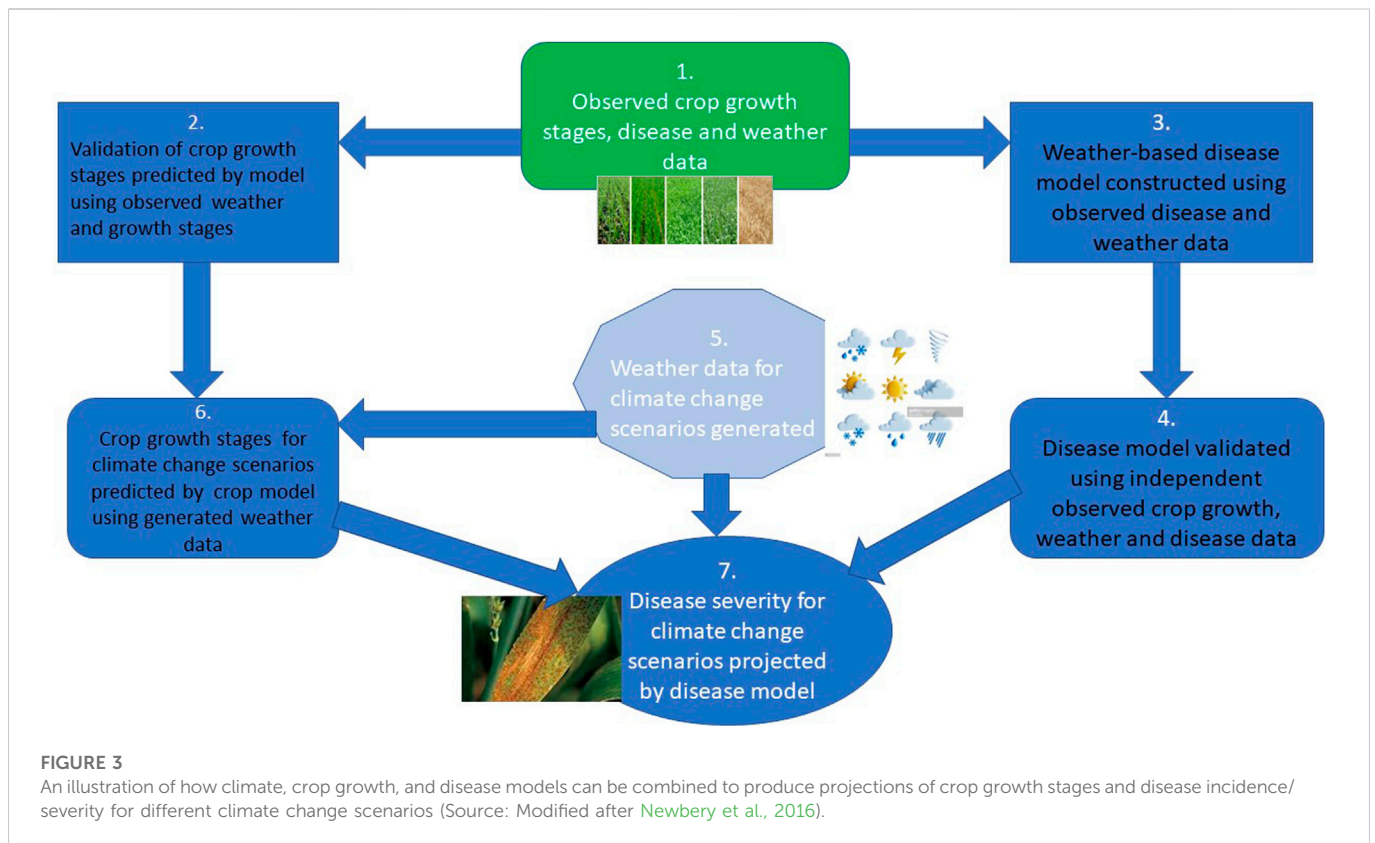 1.
Observed crop growth
stages, disease and weather
data
2.
Validation of crop growth
stages predicted by model
using observed weather
and growth stages
3.
Weather-based disease
model constructed using
observed disease and
weather data
5.
Weather data for
climate change
scenarios generated
6.
Crop growth stages for
climate change scenarios
predicted by crop model
using generated weather
data
4.
Disease model validated
using independent
observed crop growth,
weather and disease data
7.
Disease severity for
climate change
scenarios projected
by disease model
FIGURE 3
An illustration of how climate, crop growth, and disease models can be combined to produce projections of crop growth stages and disease incidence/
severity for different climate change scenarios (Source: Modified after Newbery et al., 2016).